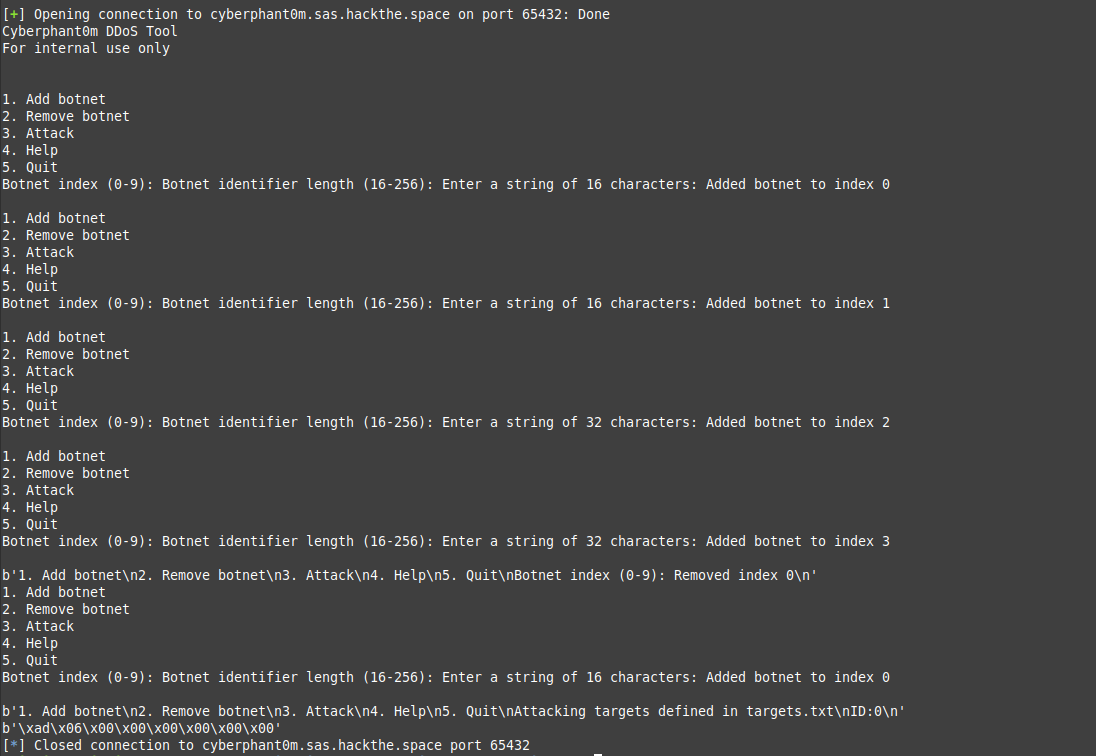 [+] Opening connection to cyberphant0m.sas.hackthe.space on port 65432: Done
Cyberphant0m DDoS Tool
For internal use only
1. Add botnet
2. Remove botnet
3. Attack
4. Help
5. Quit
Botnet index (0-9): Botnet identifier length (16-256): Enter a string of 16 characters: Added botnet to index 0
1. Add botnet
2. Remove botnet
3. Attack
4. Help
5. Quit
Botnet index (0-9): Botnet identifier length (16-256): Enter a string of 16 characters: Added botnet to index 1
1. Add botnet
2. Remove botnet
3. Attack
4. Help
5. Quit
Botnet index (0-9): Botnet identifier length (16-256): Enter a string of 32 characters: Added botnet to index 2
1. Add botnet
2. Remove botnet
3. Attack
4. Help
5. Quit
Botnet index (0-9): Botnet identifier length (16-256): Enter a string of 32 characters: Added botnet to index 3
b'1. Add botnet\n2. Remove botnet\n3. Attack\n4. Help\n5. Quit\nBotnet index (0-9): Removed index 0\n'
1. Add botnet
2. Remove botnet
3. Attack
4. Help
5. Quit
Botnet index (0-9): Botnet identifier length (16-256): Enter a string of 16 characters: Added botnet to index 0
b'1. Add botnet\n2. Remove botnet\n3. Attack\n4. Help\n5. Quit\nAttacking targets defined in targets.txt\nID:0\n'
b'\xad\x06\x00\x00\x00\x00\x00\x00'
[*] Closed connection to cyberphant0m.sas.hackthe.space port 65432